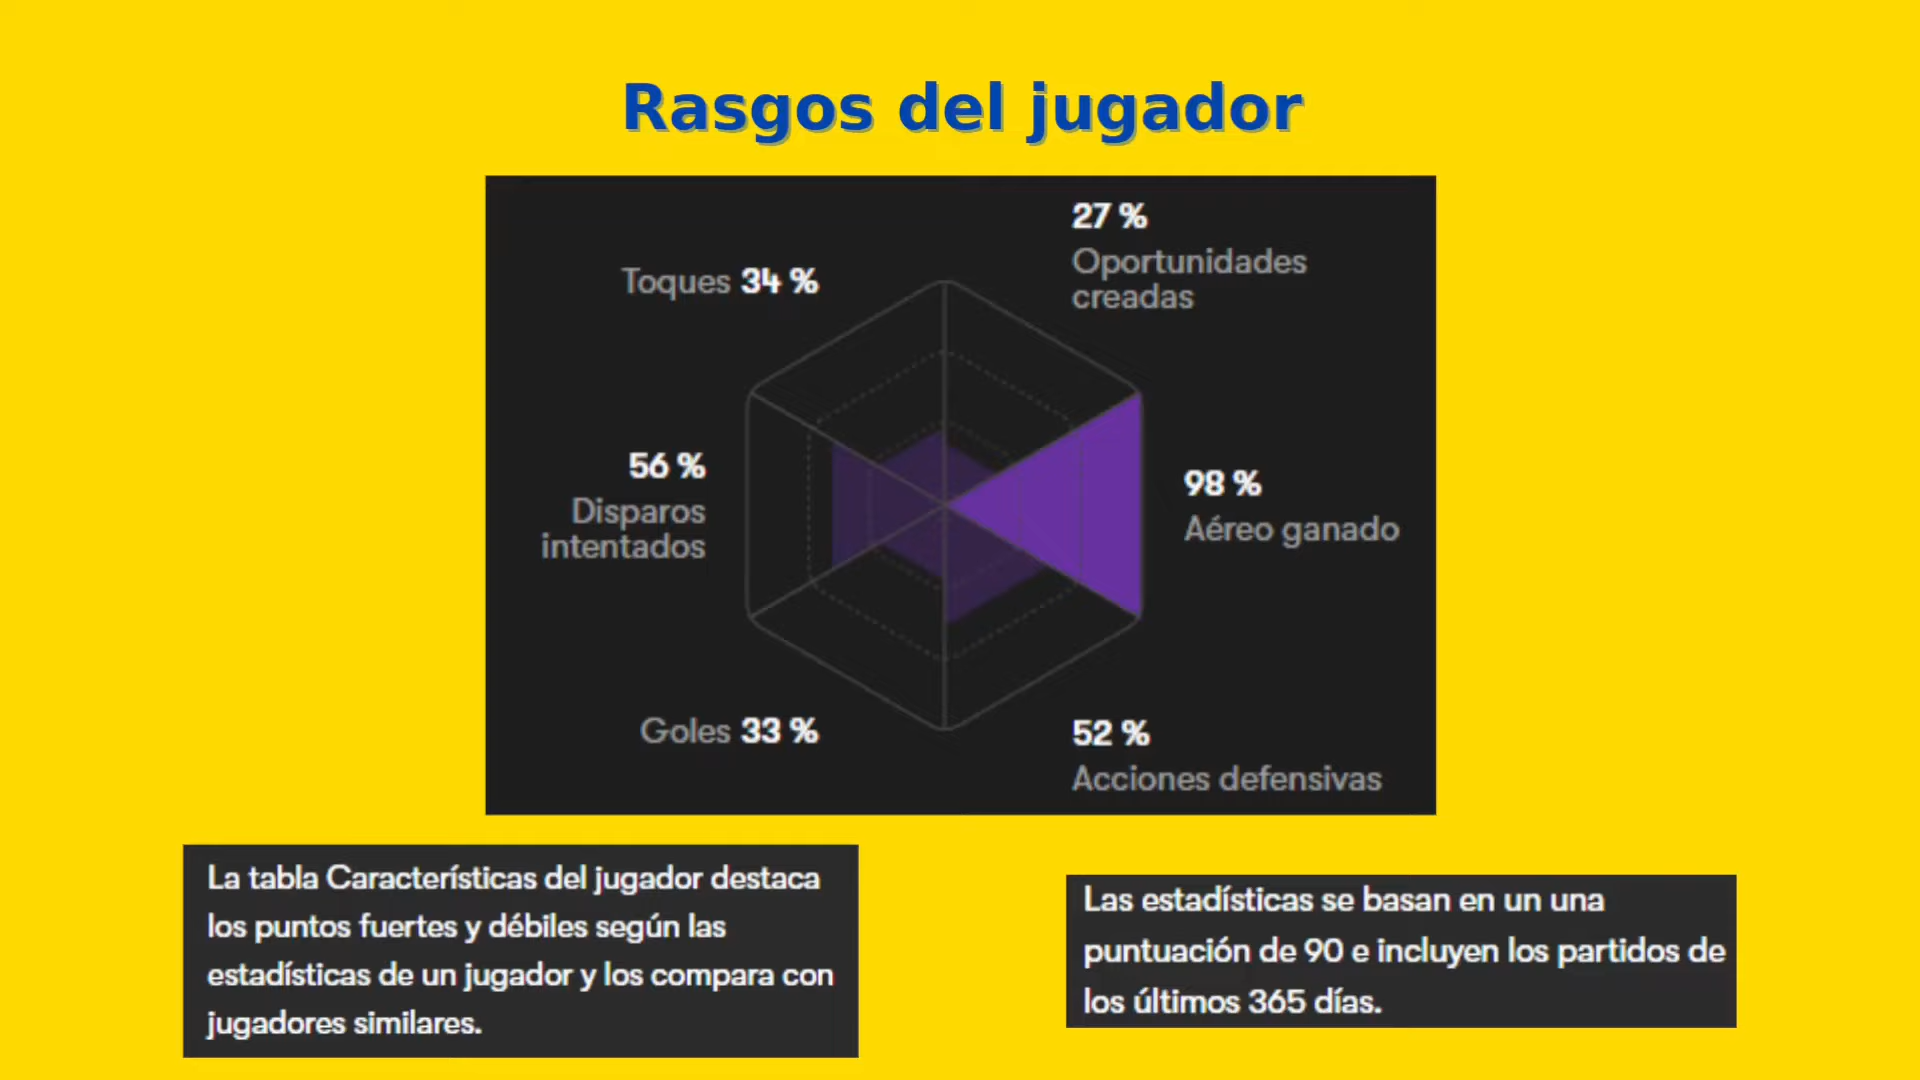 Rasgos del jugador
27 %
Oportunidades
creadas
Toques 34 %
56 %
Disparos
intentados
98 %
Aéreo ganado
Goles 33 %
52 %
Acciones defensivas
La tabla Características del jugador destaca
los puntos fuertes y débiles según las
estadísticas de un jugador y los compara con
jugadores similares.
Las estadísticas se basan en un una
puntuación de 90 e incluyen los partidos de
los últimos 365 días.